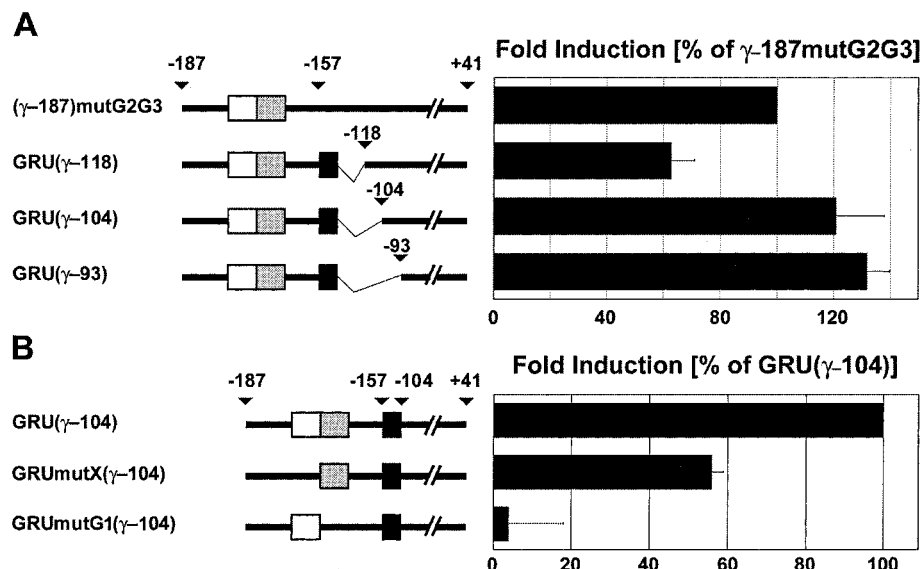 A
Fold Induction [% of γ-187mutG2G3]
-187 -157 +41
(γ-187)mutG2G3
-118
GRU(γ-118)
-104
GRU(γ-104)
-93
GRU(γ-93)
0 40 80 120
B
Fold Induction [% of GRU(γ-104)]
-187 -157 -104 +41
GRU(γ-104)
GRUmutX(γ-104)
GRUmutG1(γ-104)
0 20 40 60 80 100